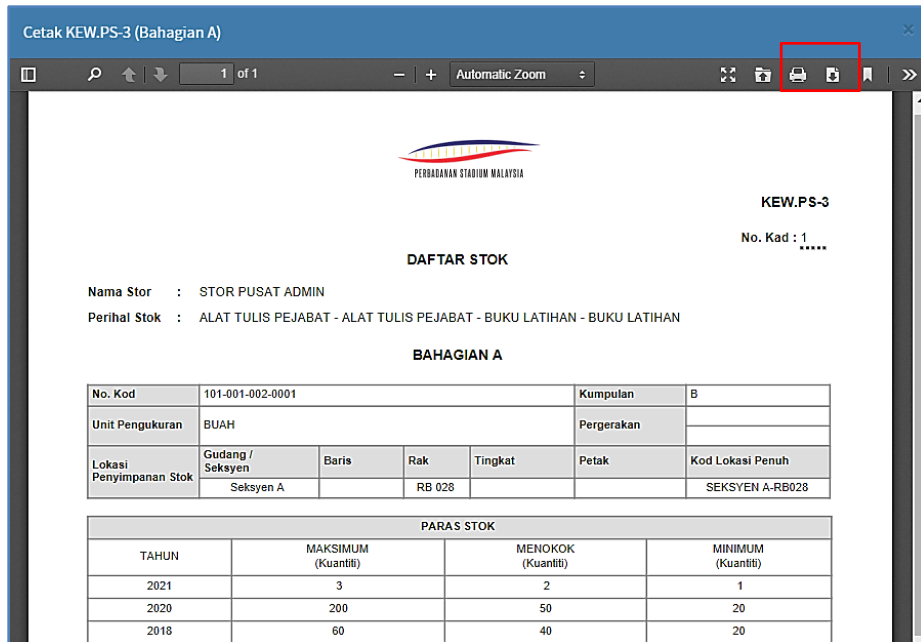 Cetak KEW.PS-3 (Bahagian A)
1 of 1
Automatic Zoom
PERBADANAN STADIUM MALAYSIA
KEW.PS-3
No. Kad : 1
DAFTAR STOK
Nama Stor : STOR PUSAT ADMIN
Perihal Stok : ALAT TULIS PEJABAT - ALAT TULIS PEJABAT - BUKU LATIHAN - BUKU LATIHAN
BAHAGIAN A
No. Kod 101-001-002-0001 Kumpulan B
Unit Pengukuran BUAH Pergerakan
Lokasi Penyimpanan Stok Gudang / Seksyen Baris Rak Tingkat Petak Kod Lokasi Penuh
Seksyen A RB 028 SEKSYEN A-RB028
PARAS STOK
TAHUN MAKSIMUM (Kuantiti) MENOKOK (Kuantiti) MINIMUM (Kuantiti)
2021 3 2 1
2020 200 50 20
2018 60 40 20